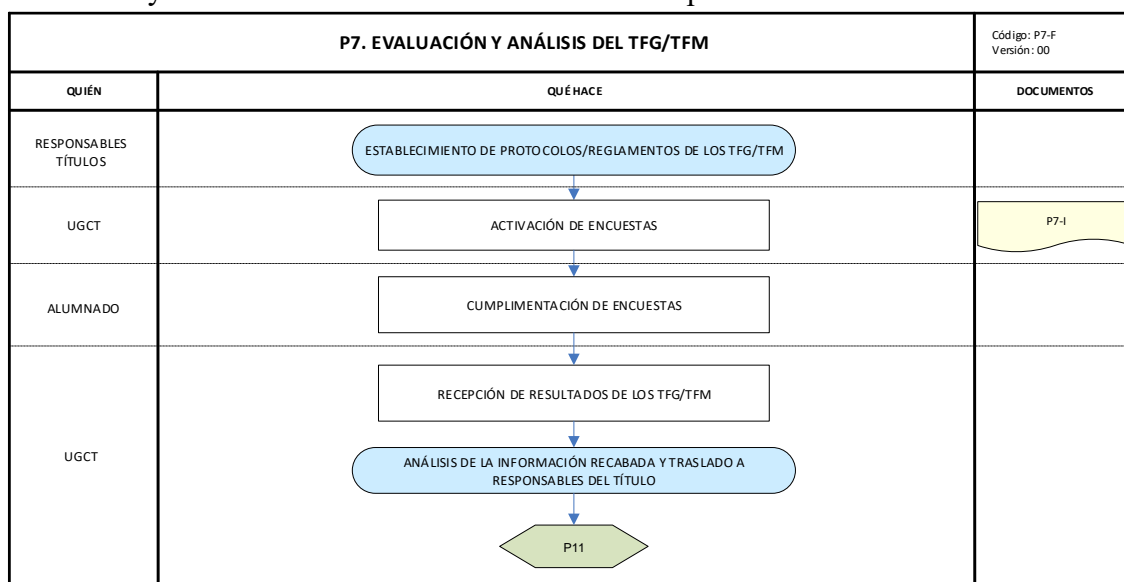 P7. EVALUACIÓN Y ANÁLISIS DEL TFG/TFM
Código: P7-F
Versión: 00
QUIÉN
QUÉ HACE
DOCUMENTOS
RESPONSABLES
TÍTULOS
ESTABLECIMIENTO DE PROTOCOLOS/REGLAMENTOS DE LOS TFG/TFM
UGCT
ACTIVACIÓN DE ENCUESTAS
P7-I
ALUMNADO
CUMPLIMENTACIÓN DE ENCUESTAS
RECEPCIÓN DE RESULTADOS DE LOS TFG/TFM
UGCT
ANÁLISIS DE LA INFORMACIÓN RECABADA Y TRASLADO A
RESPONSABLES DEL TÍTULO
P11